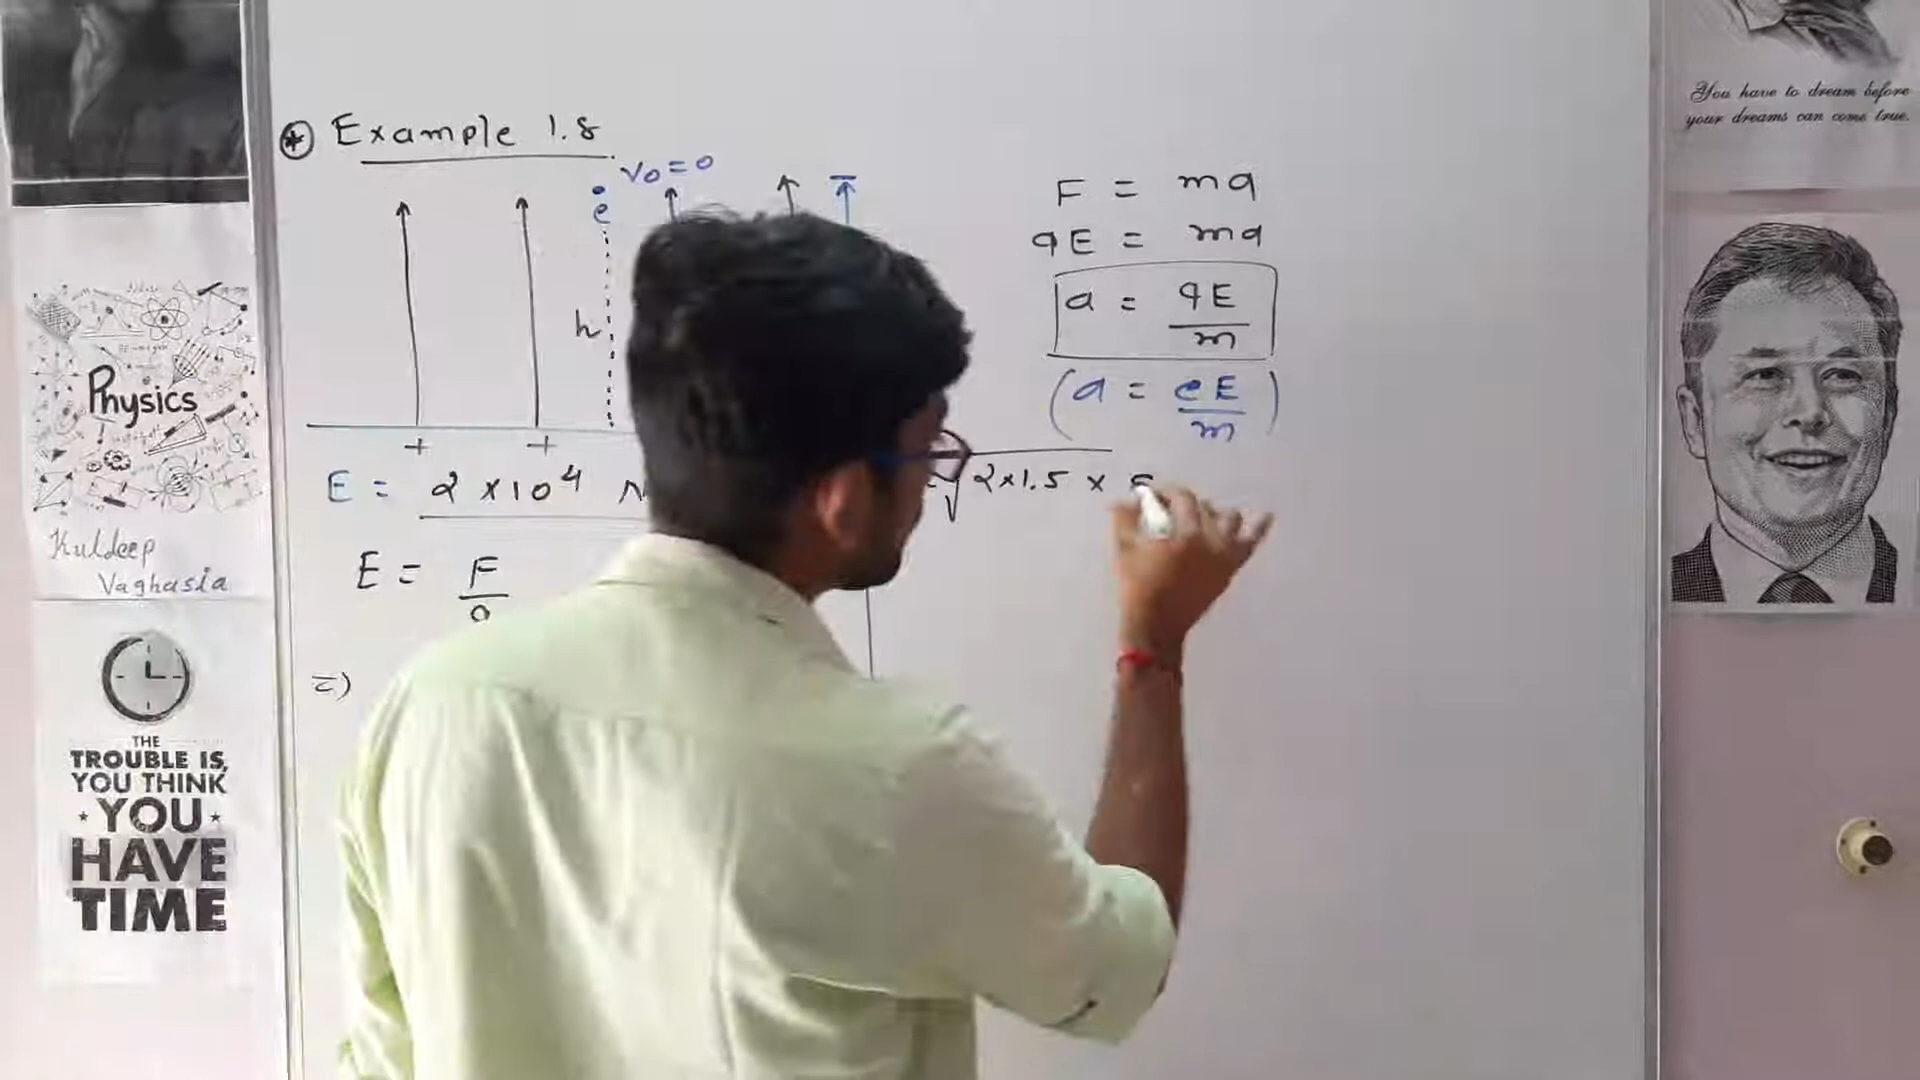 You have to dream before
your dreams can come true.
* Example 1.8
v0 = 0
e
h
+ +
E = 2 × 10⁴ N
E = F
F = ma
qE = ma
a = qE
m
(a = eE)
m
√2×1.5 ×
Physics
Kuldeep
Vaghasia
THE
TROUBLE IS,
YOU THINK
YOU
HAVE
TIME